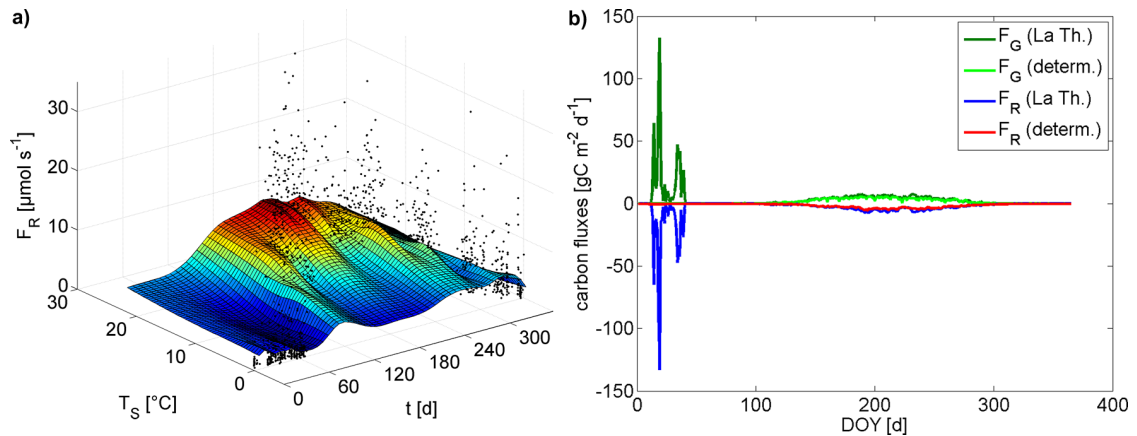 a)
30
20
10
0
F_R [μmol s⁻¹]
30
20
10
0
T_S [°C]
0
60
120
180
240
300
t [d]
b)
150
100
50
0
-50
-100
-150
carbon fluxes [gC m⁻² d⁻¹]
0
100
200
300
400
DOY [d]
F_G (La Th.)
F_G (determ.)
F_R (La Th.)
F_R (determ.)